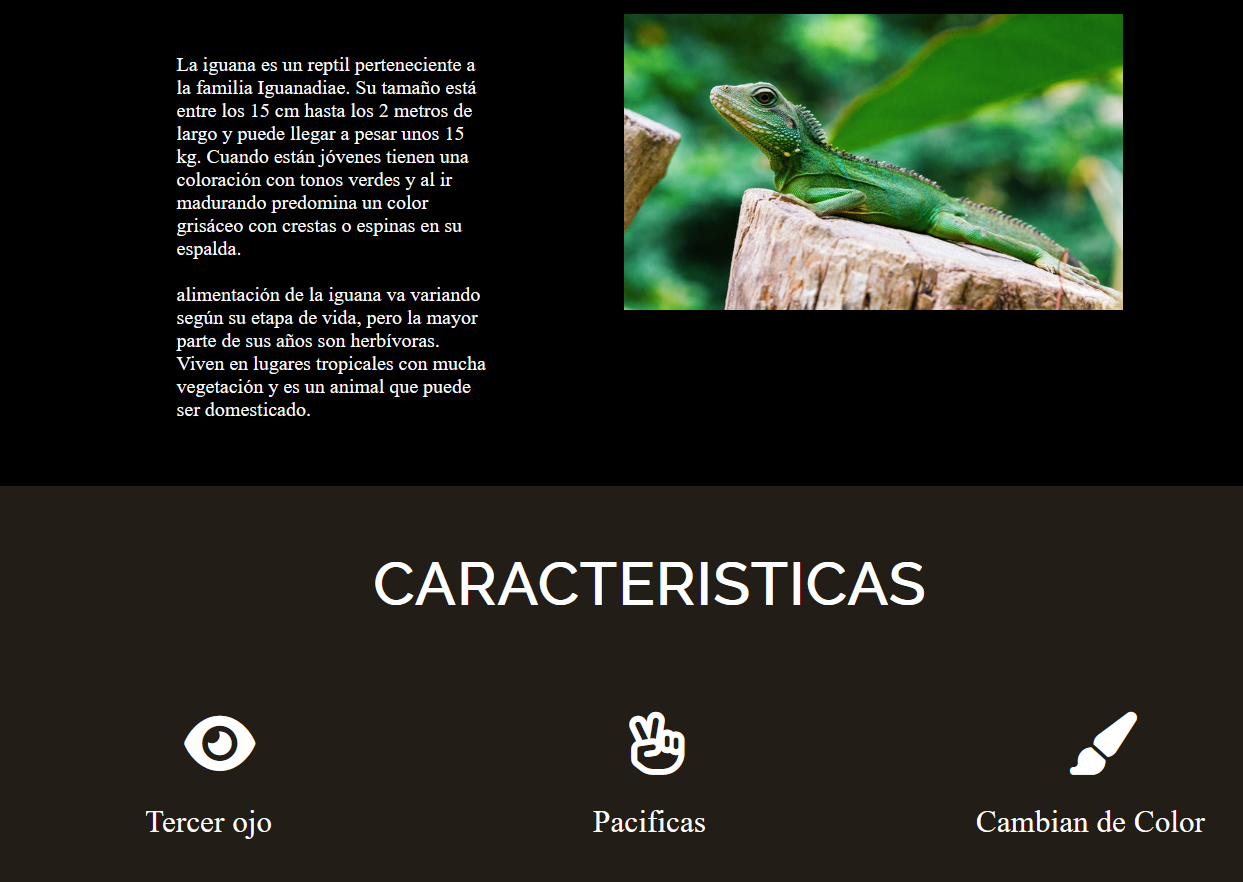 La iguana es un reptil perteneciente a
la familia Iguanadiae. Su tamaño está
entre los 15 cm hasta los 2 metros de
largo y puede llegar a pesar unos 15
kg. Cuando están jóvenes tienen una
coloración con tonos verdes y al ir
madurando predomina un color
grisáceo con crestas o espinas en su
espalda.
alimentación de la iguana va variando
según su etapa de vida, pero la mayor
parte de sus años son herbívoras.
Viven en lugares tropicales con mucha
vegetación y es un animal que puede
ser domesticado.
CARACTERISTICAS
Tercer ojo
Pacificas
Cambian de Color